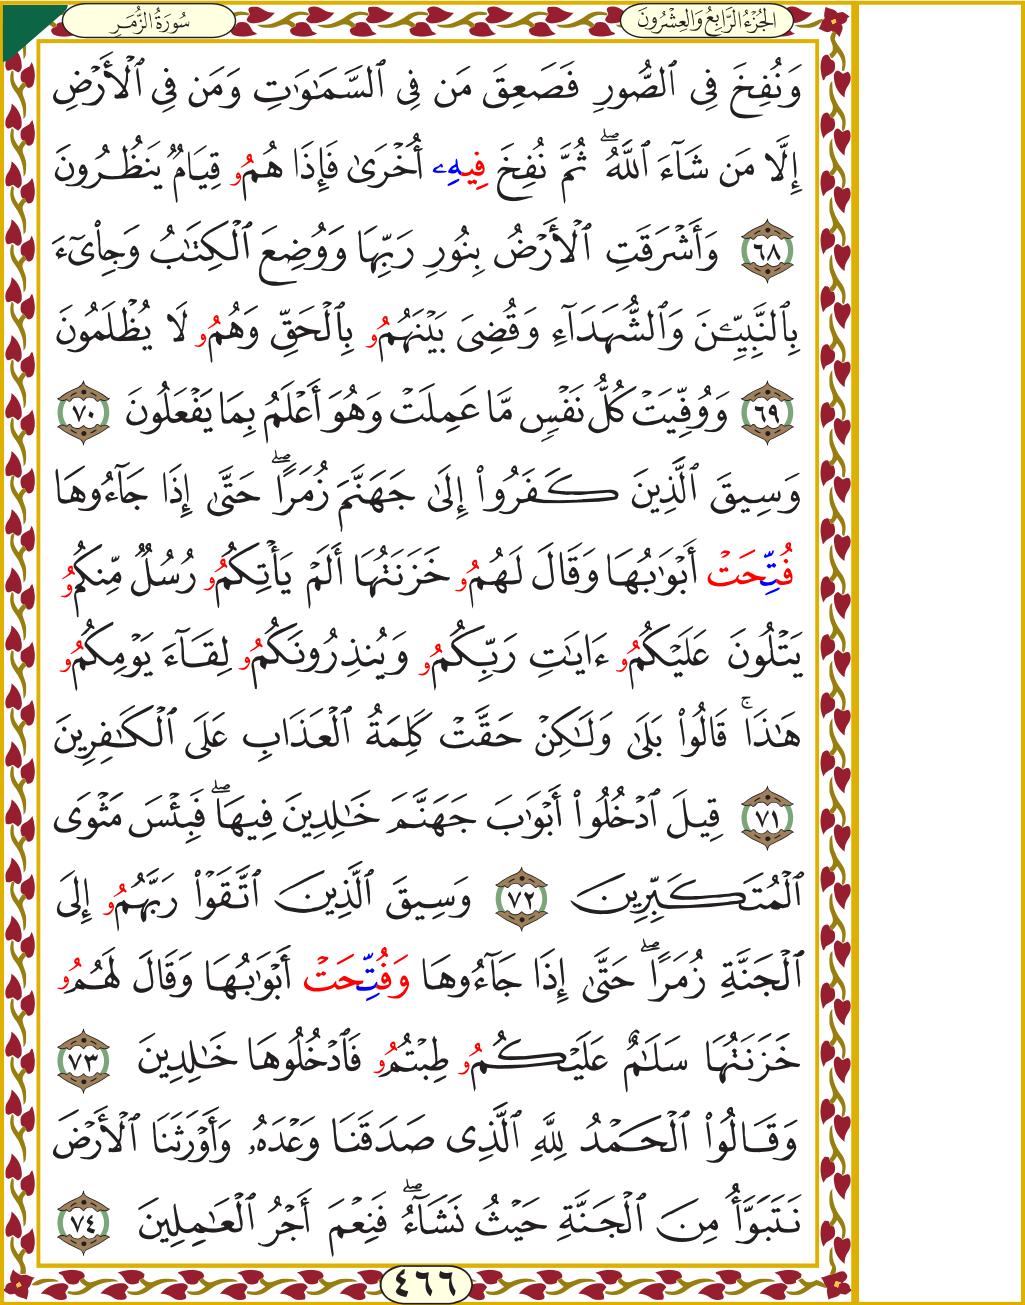 سُورَةُ الزُّمَرِ
الجُزْءُ الرَّابِعُ وَالعِشْرُونَ
وَنُفِخَ فِى ٱلصُّورِ فَصَعِقَ مَن فِى ٱلسَّمَٰوَٰتِ وَمَن فِى ٱلْأَرْضِ
إِلَّا مَن شَآءَ ٱللَّهُ ۖ ثُمَّ نُفِخَ فِيهِۦ أُخْرَىٰ فَإِذَا هُمُۥ قِيَامٌ يَنظُرُونَ
٦٨ وَأَشْرَقَتِ ٱلْأَرْضُ بِنُورِ رَبِّهَا وَوُضِعَ ٱلْكِتَٰبُ وَجِا۟ىٓءَ
بِٱلنَّبِيِّـۧنَ وَٱلشُّهَدَآءِ وَقُضِىَ بَيْنَهُمُۥ بِٱلْحَقِّ وَهُمُۥ لَا يُظْلَمُونَ
٦٩ وَوُفِّيَتْ كُلُّ نَفْسٍ مَّا عَمِلَتْ وَهُوَ أَعْلَمُ بِمَا يَفْعَلُونَ ٧٠
وَسِيقَ ٱلَّذِينَ كَفَرُوا۟ إِلَىٰ جَهَنَّمَ زُمَرًا ۖ حَتَّىٰ إِذَا جَآءُوهَا
فُتِّحَتْ أَبْوَٰبُهَا وَقَالَ لَهُمُۥ خَزَنَتُهَا أَلَمْ يَأْتِكُمُۥ رُسُلٌ مِّنكُمُۥ
يَتْلُونَ عَلَيْكُمُۥ ءَايَٰتِ رَبِّكُمُۥ وَيُنذِرُونَكُمُۥ لِقَآءَ يَوْمِكُمُۥ
هَٰذَا ۚ قَالُوا۟ بَلَىٰ وَلَٰكِنْ حَقَّتْ كَلِمَةُ ٱلْعَذَابِ عَلَى ٱلْكَٰفِرِينَ
٧١ قِيلَ ٱدْخُلُوٓا۟ أَبْوَٰبَ جَهَنَّمَ خَٰلِدِينَ فِيهَا ۖ فَبِئْسَ مَثْوَى
ٱلْمُتَكَبِّرِينَ ٧٢ وَسِيقَ ٱلَّذِينَ ٱتَّقَوْا۟ رَبَّهُمُۥ إِلَى
ٱلْجَنَّةِ زُمَرًا ۖ حَتَّىٰ إِذَا جَآءُوهَا وَفُتِّحَتْ أَبْوَٰبُهَا وَقَالَ لَهُمُۥ
خَزَنَتُهَا سَلَٰمٌ عَلَيْكُمُۥ طِبْتُمُۥ فَٱدْخُلُوهَا خَٰلِدِينَ ٧٣
وَقَالُوا۟ ٱلْحَمْدُ لِلَّهِ ٱلَّذِى صَدَقَنَا وَعْدَهُۥ وَأَوْرَثَنَا ٱلْأَرْضَ
نَتَبَوَّأُ مِنَ ٱلْجَنَّةِ حَيْثُ نَشَآءُ ۖ فَنِعْمَ أَجْرُ ٱلْعَٰمِلِينَ ٧٤
٤٦٦